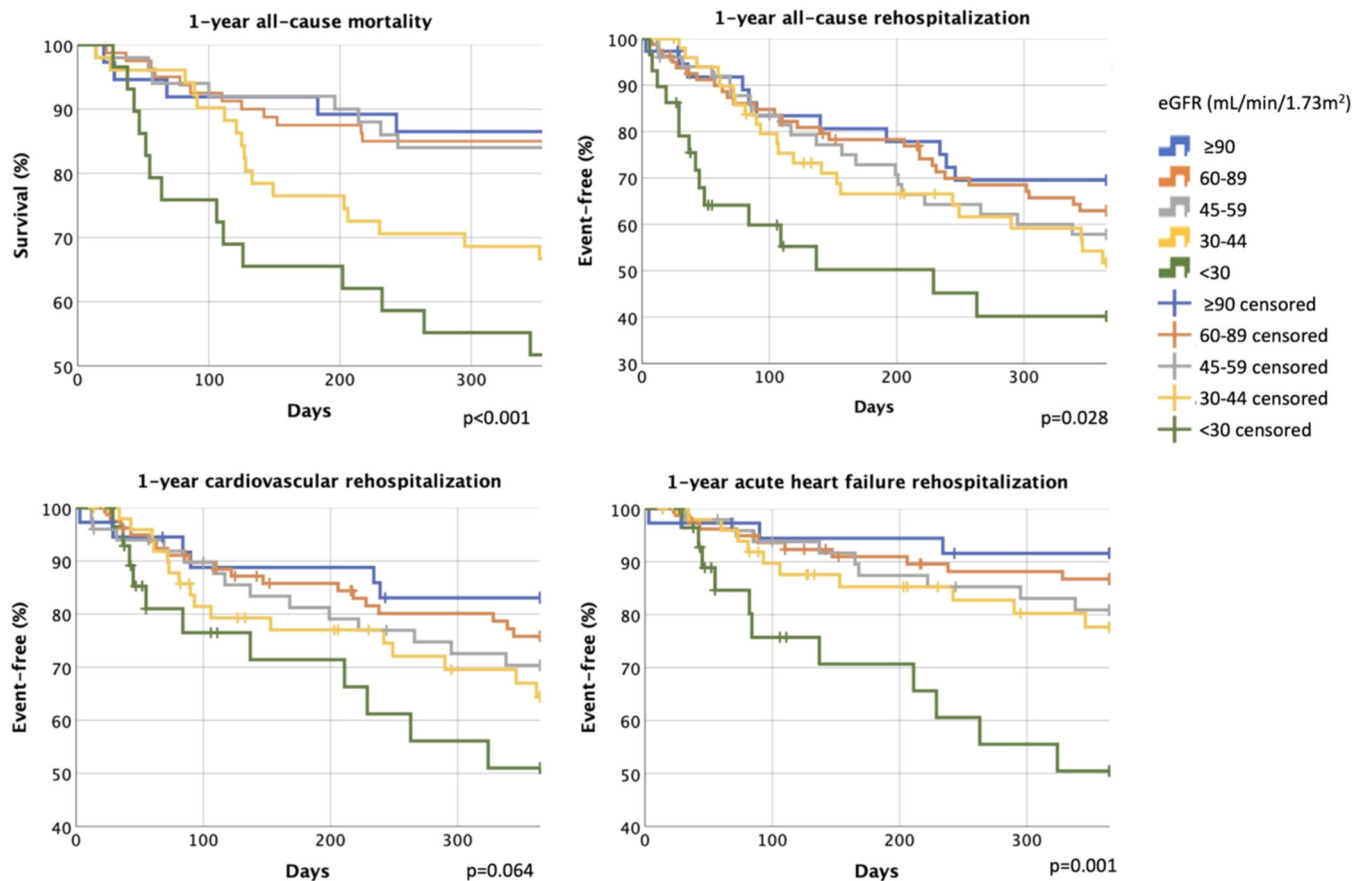 1-year all-cause mortality
100
90
80
70
60
50
Survival (%)
0 100 200 300
Days
p<0.001
1-year all-cause rehospitalization
100
90
80
70
60
50
40
30
Event-free (%)
0 100 200 300
Days
p=0.028
eGFR (mL/min/1.73m²)
≥90
60-89
45-59
30-44
<30
≥90 censored
60-89 censored
45-59 censored
30-44 censored
<30 censored
1-year cardiovascular rehospitalization
100
90
80
70
60
50
40
Event-free (%)
0 100 200 300
Days
p=0.064
1-year acute heart failure rehospitalization
100
90
80
70
60
50
40
Event-free (%)
0 100 200 300
Days
p=0.001